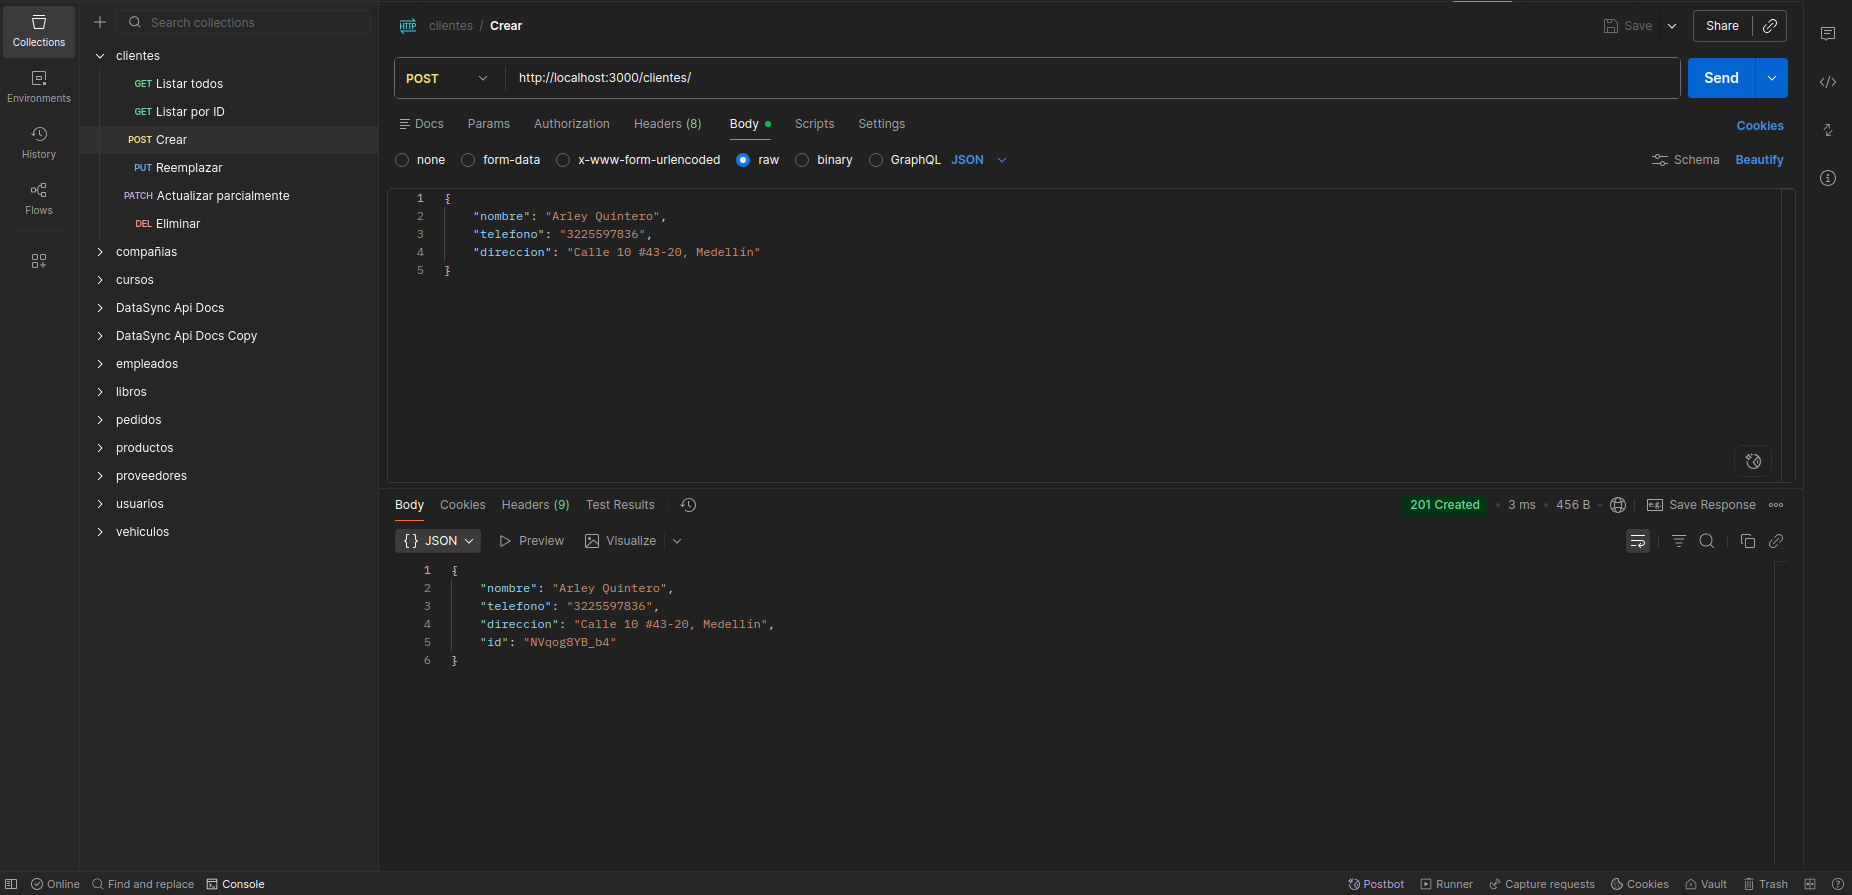 Collections
Environments
History
Flows
Search collections
clientes
GET Listar todos
GET Listar por ID
POST Crear
PUT Reemplazar
PATCH Actualizar parcialmente
DEL Eliminar
compañias
cursos
DataSync Api Docs
DataSync Api Docs Copy
empleados
libros
pedidos
productos
proveedores
usuarios
vehiculos
HTTP clientes / Crear
Save
Share
POST http://localhost:3000/clientes/
Send
Docs Params Authorization Headers (8) Body Scripts Settings
Cookies
none form-data x-www-form-urlencoded raw binary GraphQL JSON
Schema Beautify
1 {
2 "nombre": "Arley Quintero",
3 "telefono": "3225597836",
4 "direccion": "Calle 10 #43-20, Medellín"
5 }
Body Cookies Headers (9) Test Results
201 Created • 3 ms • 456 B • e.g. Save Response
{} JSON Preview Visualize
1 {
2 "nombre": "Arley Quintero",
3 "telefono": "3225597836",
4 "direccion": "Calle 10 #43-20, Medellín",
5 "id": "NVqog8YB_b4"
6 }
Online Find and replace Console
Postbot Runner Capture requests Cookies Vault Trash